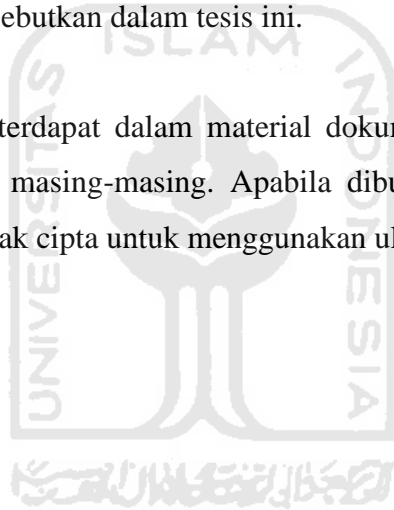 ebutkan dalam tesis ini.
terdapat dalam material dokur
masing-masing. Apabila dibu
ak cipta untuk menggunakan ul
UNIVERSITAS
ISLAM
INDONESIA